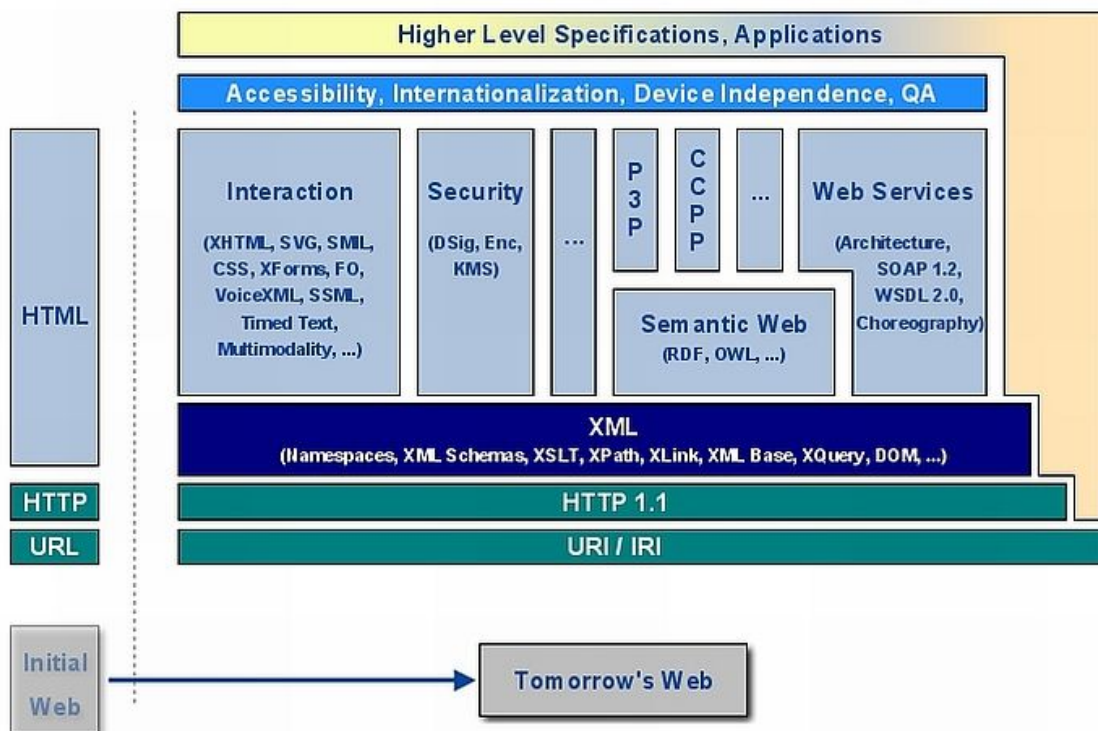 Higher Level Specifications, Applications
Accessibility, Internationalization, Device Independence, QA
HTML
HTTP
URL
Interaction
(XHTML, SVG, SMIL,
CSS, XForms, FO,
VoiceXML, SSML,
Timed Text,
Multimodality, ...)
Security
(DSig, Enc,
KMS)
...
P
3
P
C
C
P
P
...
Web Services
(Architecture,
SOAP 1.2,
WSDL 2.0,
Choreography)
Semantic Web
(RDF, OWL, ...)
XML
(Namespaces, XML Schemas, XSLT, XPath, XLink, XML Base, XQuery, DOM, ...)
HTTP 1.1
URI / IRI
Initial
Web
Tomorrow's Web